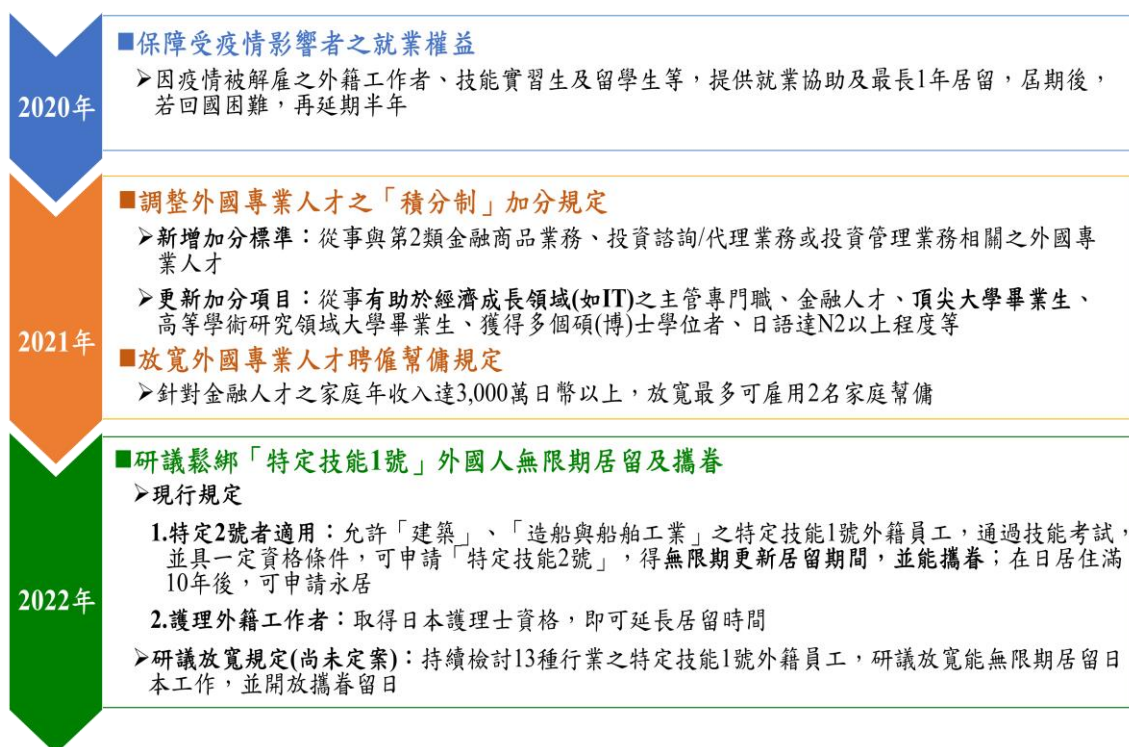 2020年
■保障受疫情影響者之就業權益
➢因疫情被解雇之外籍工作者、技能實習生及留學生等，提供就業協助及最長1年居留，屆期後，
若回國困難，再延期半年
2021年
■調整外國專業人才之「積分制」加分規定
➢新增加分標準：從事與第2類金融商品業務、投資諮詢/代理業務或投資管理業務相關之外國專
業人才
➢更新加分項目：從事有助於經濟成長領域(如IT)之主管專門職、金融人才、頂尖大學畢業生、
高等學術研究領域大學畢業生、獲得多個碩(博)士學位者、日語達N2以上程度等
■放寬外國專業人才聘僱幫傭規定
➢針對金融人才之家庭年收入達3,000萬日幣以上，放寬最多可雇用2名家庭幫傭
2022年
■研議鬆綁「特定技能1號」外國人無限期居留及攜眷
➢現行規定
1.特定2號者適用：允許「建築」、「造船與船舶工業」之特定技能1號外籍員工，通過技能考試，
並具一定資格條件，可申請「特定技能2號」，得無限期更新居留期間，並能攜眷；在日居住滿
10年後，可申請永居
2.護理外籍工作者：取得日本護理士資格，即可延長居留時間
➢研議放寬規定(尚未定案)：持續檢討13種行業之特定技能1號外籍員工，研議放寬能無限期居留日
本工作，並開放攜眷留日